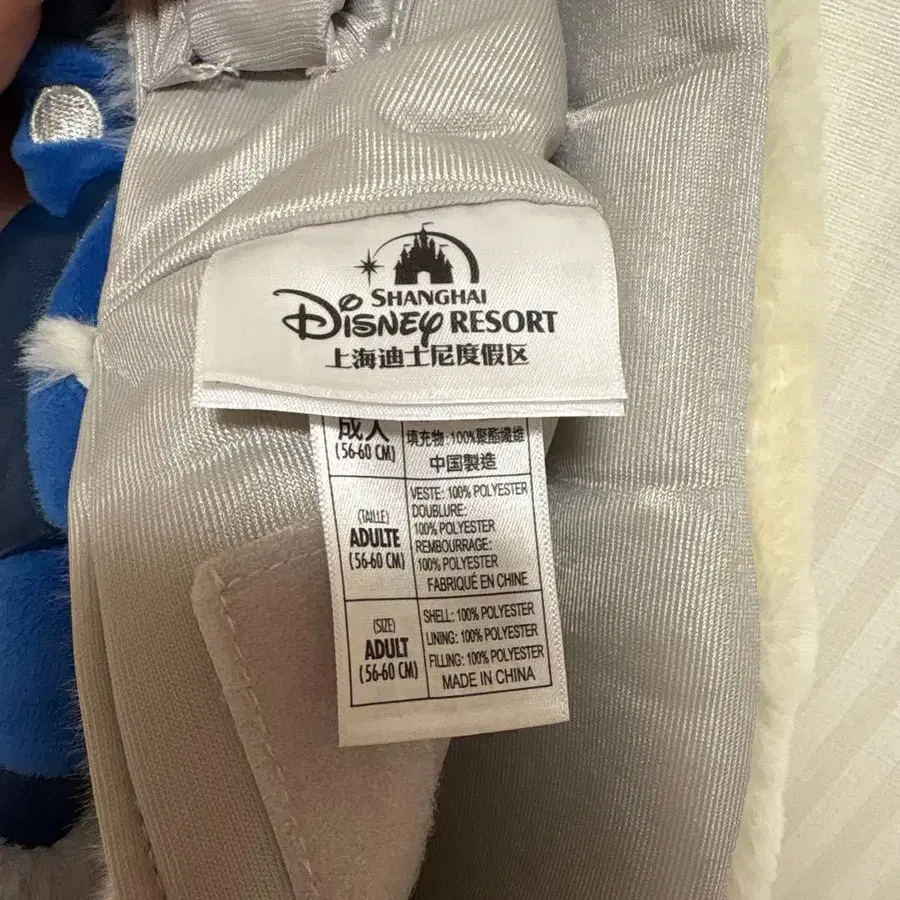 SHANGHAI
Disney RESORT
上海迪士尼度假区
成人
(56-60 CM)
填充物: 100%聚酯纖維
中国製造
(TAILLE)
ADULTE
(56-60 CM)
VESTE: 100% POLYESTER
DOUBLURE:
100% POLYESTER
REMBOURRAGE:
100% POLYESTER
FABRIQUÉ EN CHINE
(SIZE)
ADULT
(56-60 CM)
SHELL: 100% POLYESTER
LINING: 100% POLYESTER
FILLING: 100% POLYESTER
MADE IN CHINA